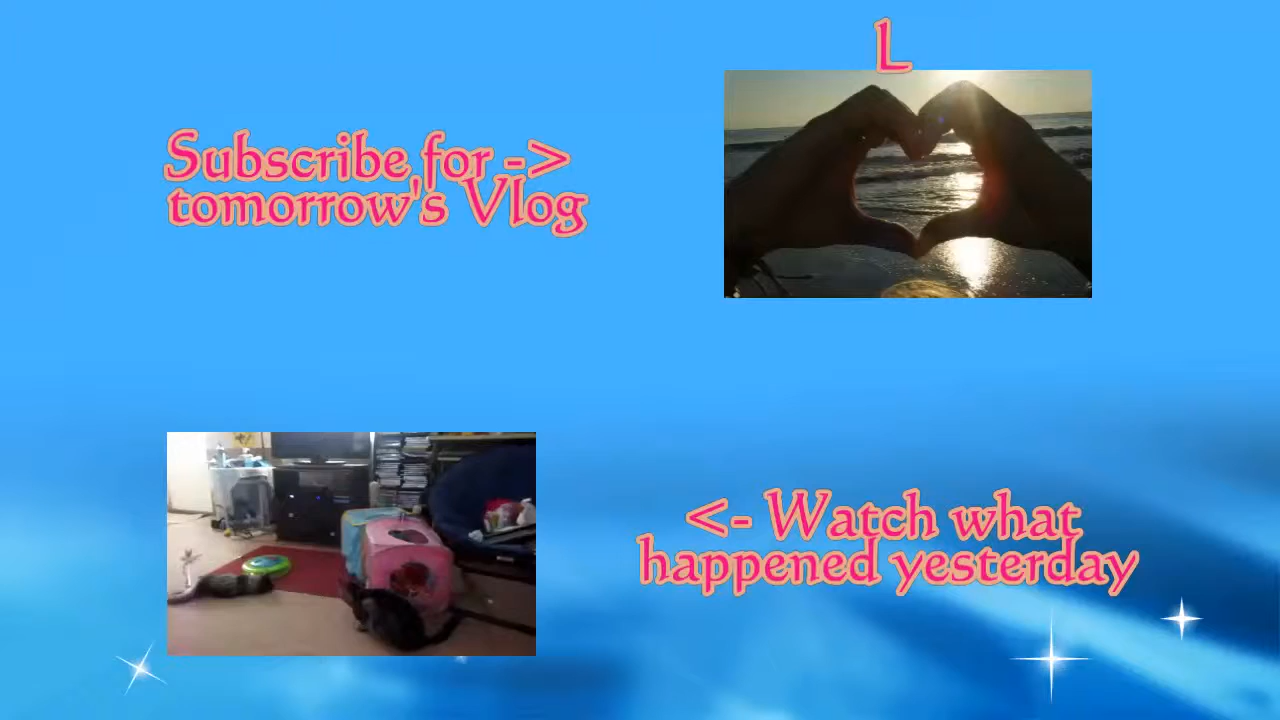 L
Subscribe for ->
tomorrow's Vlog
<- Watch what
happened yesterday